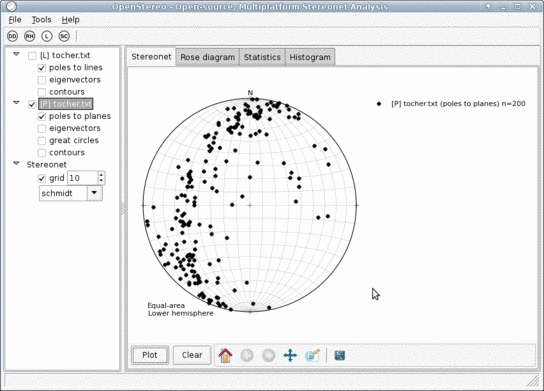 OpenStereo - Open-source, Multiplatform Stereonet Analysis
File Tools Help
DD RH L SC
[L] tocher.txt
poles to lines
eigenvectors
contours
[P] tocher.txt
poles to planes
eigenvectors
great circles
contours
Stereonet
grid 10
schmidt
Stereonet Rose diagram Statistics Histogram
N
[P] tocher.txt (poles to planes) n=200
Equal-area
Lower hemisphere
Plot Clear